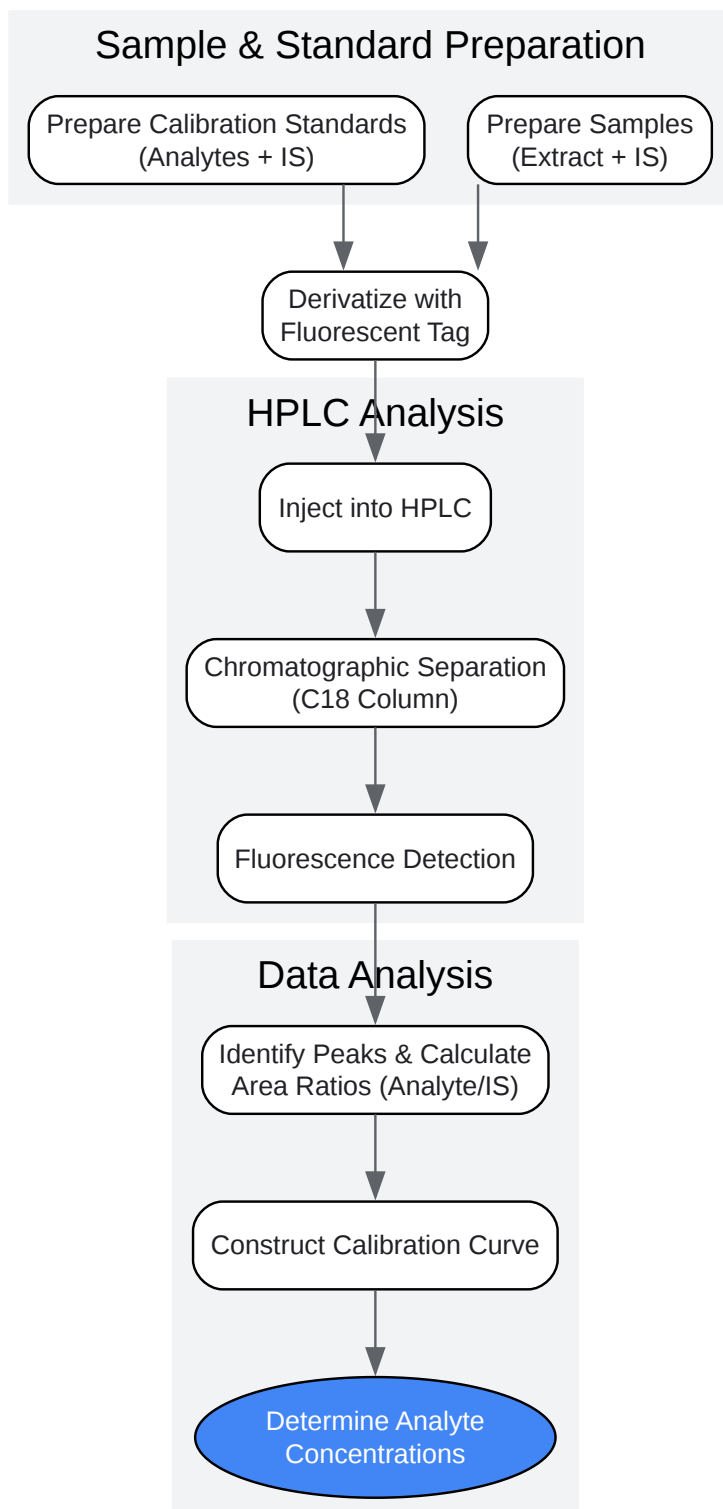 Sample & Standard Preparation
Prepare Calibration Standards
(Analytes + IS)
Prepare Samples
(Extract + IS)
Derivatize with
Fluorescent Tag
HPLC Analysis
Inject into HPLC
Chromatographic Separation
(C18 Column)
Fluorescence Detection
Data Analysis
Identify Peaks & Calculate
Area Ratios (Analyte/IS)
Construct Calibration Curve
Determine Analyte
Concentrations